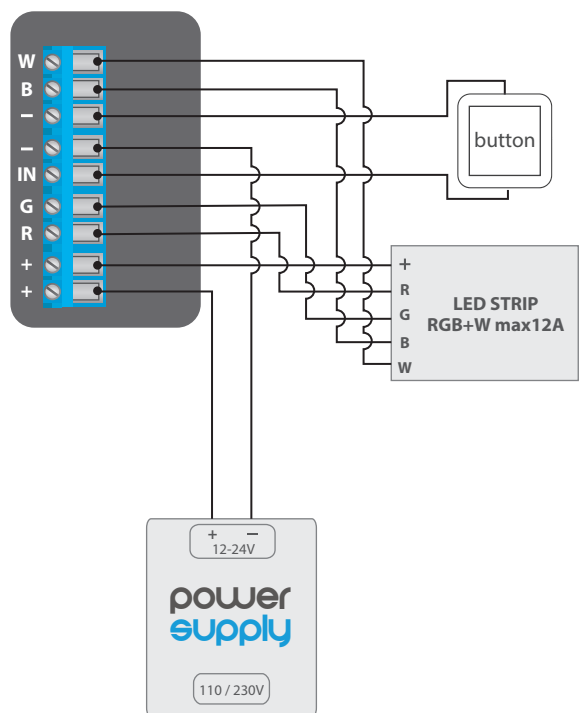 W
B
–
–
IN
G
R
+
+
button
+
R
G
B
W
LED STRIP
RGB+W max12A
+ –
12-24V
power
supply
110 / 230V